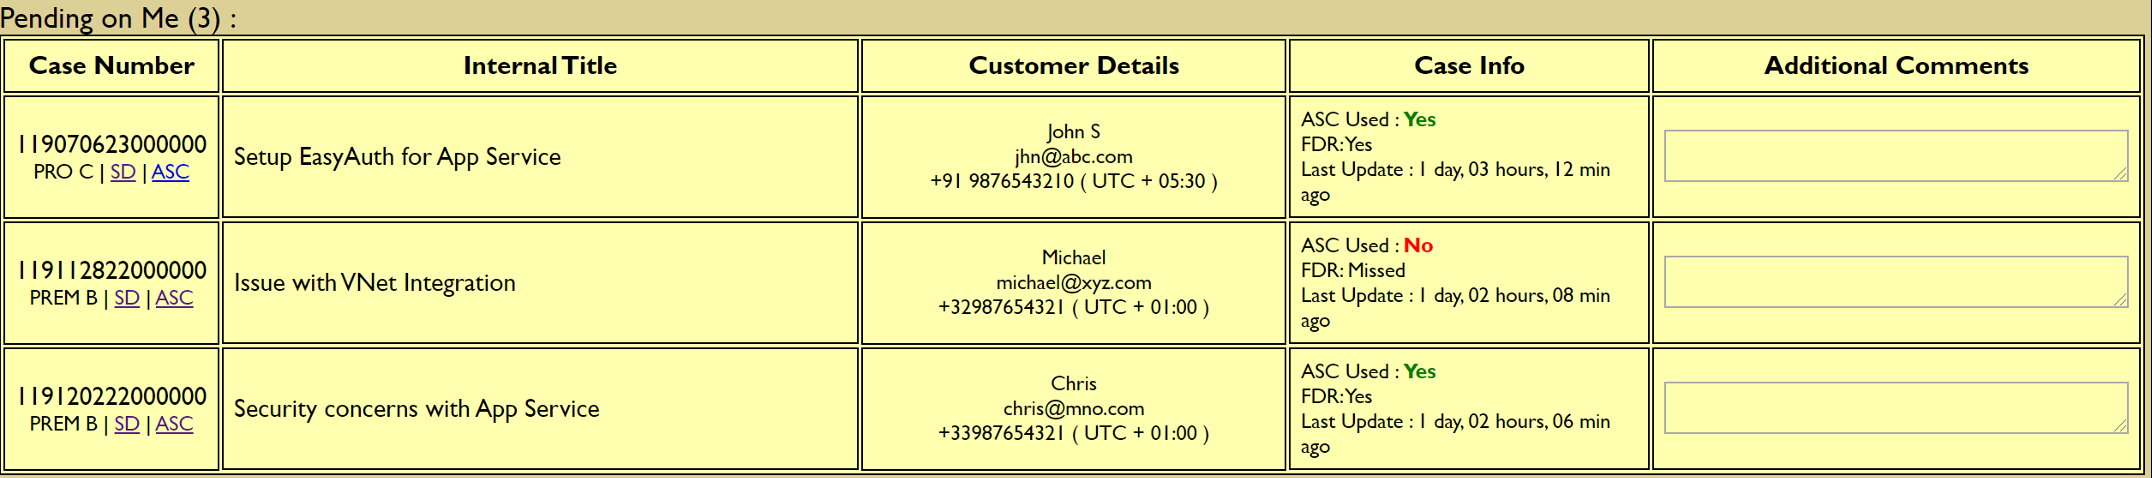 Pending on Me (3) :
Case Number Internal Title Customer Details Case Info Additional Comments
119070623000000
PRO C | SD | ASC
Setup EasyAuth for App Service
John S
jhn@abc.com
+91 9876543210 ( UTC + 05:30 )
ASC Used : Yes
FDR:Yes
Last Update : 1 day, 03 hours, 12 min
ago
119112822000000
PREM B | SD | ASC
Issue with VNet Integration
Michael
michael@xyz.com
+32987654321 ( UTC + 01:00 )
ASC Used : No
FDR: Missed
Last Update : 1 day, 02 hours, 08 min
ago
119120222000000
PREM B | SD | ASC
Security concerns with App Service
Chris
chris@mno.com
+33987654321 ( UTC + 01:00 )
ASC Used : Yes
FDR:Yes
Last Update : 1 day, 02 hours, 06 min
ago